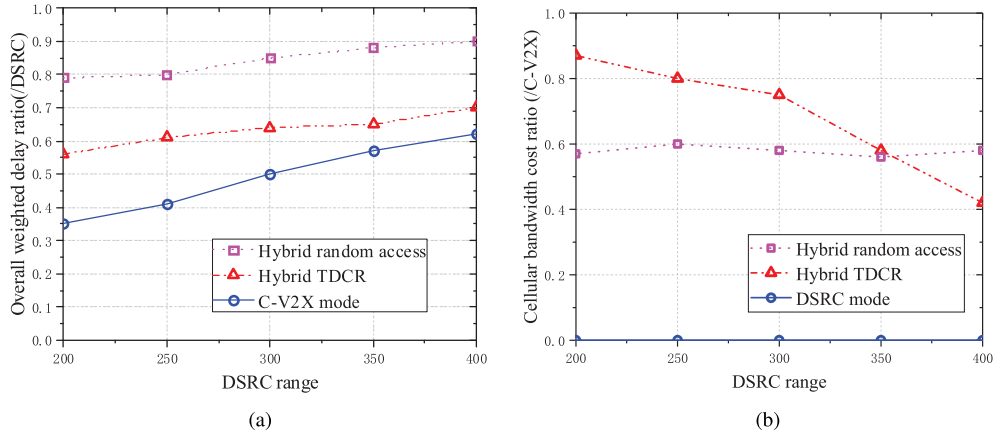 Overall weighted delay ratio(/DSRC)
1.0
0.9
0.8
0.7
0.6
0.5
0.4
0.3
0.2
0.1
0.0
Hybrid random access
Hybrid TDCR
C-V2X mode
200 250 300 350 400
DSRC range
(a)
Cellular bandwidth cost ratio (/C-V2X)
1.0
0.8
0.6
0.4
0.2
0.0
Hybrid random access
Hybrid TDCR
DSRC mode
200 250 300 350 400
DSRC range
(b)